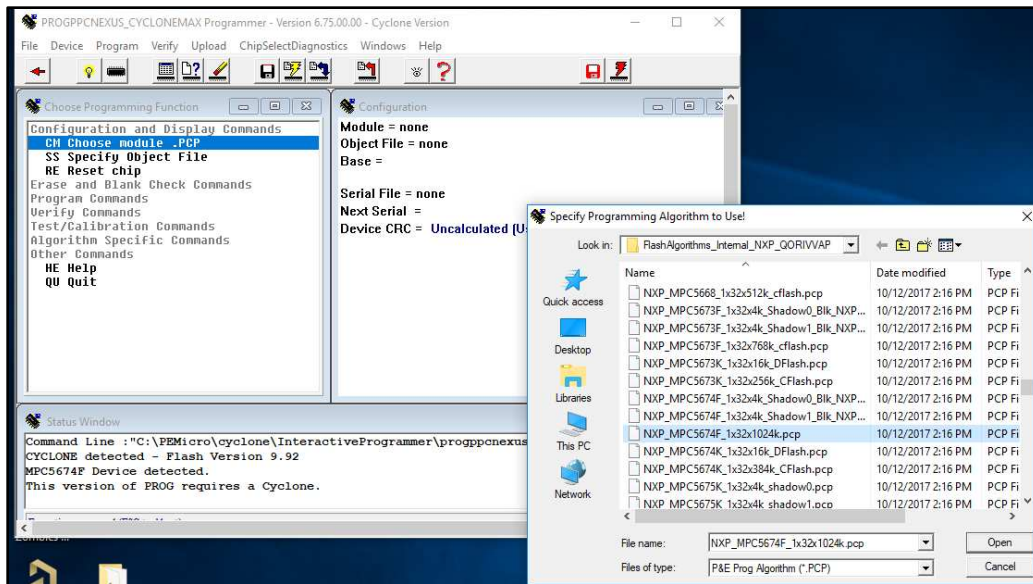 PROGPPCNEXUS_CYCLONEMAX Programmer - Version 6.75.00.00 - Cyclone Version
File Device Program Verify Upload ChipSelectDiagnostics Windows Help
Choose Programming Function
Configuration and Display Commands
CM Choose module .PCP
SS Specify Object File
RE Reset chip
Erase and Blank Check Commands
Program Commands
Verify Commands
Test/Calibration Commands
Algorithm Specific Commands
Other Commands
HE Help
QU Quit
Configuration
Module = none
Object File = none
Base =
Serial File = none
Next Serial =
Device CRC = Uncalculated (Us
Status Window
Command Line :"C:\PEMicro\cyclone\InteractiveProgrammer\progppcnexus
CYCLONE detected - Flash Version 9.92
MPC5674F Device detected.
This version of PROG requires a Cyclone.
Specify Programming Algorithm to Use!
Look in: FlashAlgorithms_Internal_NXP_QORIVVAP
Quick access
Desktop
Libraries
This PC
Network
Name Date modified Type
NXP_MPC5668_1x32x512k_cflash.pcp 10/12/2017 2:16 PM PCP Fi
NXP_MPC5673F_1x32x4k_Shadow0_Blk_NXP... 10/12/2017 2:16 PM PCP Fi
NXP_MPC5673F_1x32x4k_Shadow1_Blk_NXP... 10/12/2017 2:16 PM PCP Fi
NXP_MPC5673F_1x32x768k_cflash.pcp 10/12/2017 2:16 PM PCP Fi
NXP_MPC5673K_1x32x16k_DFlash.pcp 10/12/2017 2:16 PM PCP Fi
NXP_MPC5673K_1x32x256k_CFlash.pcp 10/12/2017 2:16 PM PCP Fi
NXP_MPC5674F_1x32x4k_Shadow0_Blk_NXP... 10/12/2017 2:16 PM PCP Fi
NXP_MPC5674F_1x32x4k_Shadow1_Blk_NXP... 10/12/2017 2:16 PM PCP Fi
NXP_MPC5674F_1x32x1024k.pcp 10/12/2017 2:16 PM PCP Fi
NXP_MPC5674K_1x32x16k_DFlash.pcp 10/12/2017 2:16 PM PCP Fi
NXP_MPC5674K_1x32x384k_CFlash.pcp 10/12/2017 2:16 PM PCP Fi
NXP_MPC5675K_1x32x4k_shadow0.pcp 10/12/2017 2:16 PM PCP Fi
NXP_MPC5675K_1x32x4k_shadow1.pcp 10/12/2017 2:16 PM PCP Fi
File name: NXP_MPC5674F_1x32x1024k.pcp Open
Files of type: P&E Prog Algorithm (*.PCP) Cancel